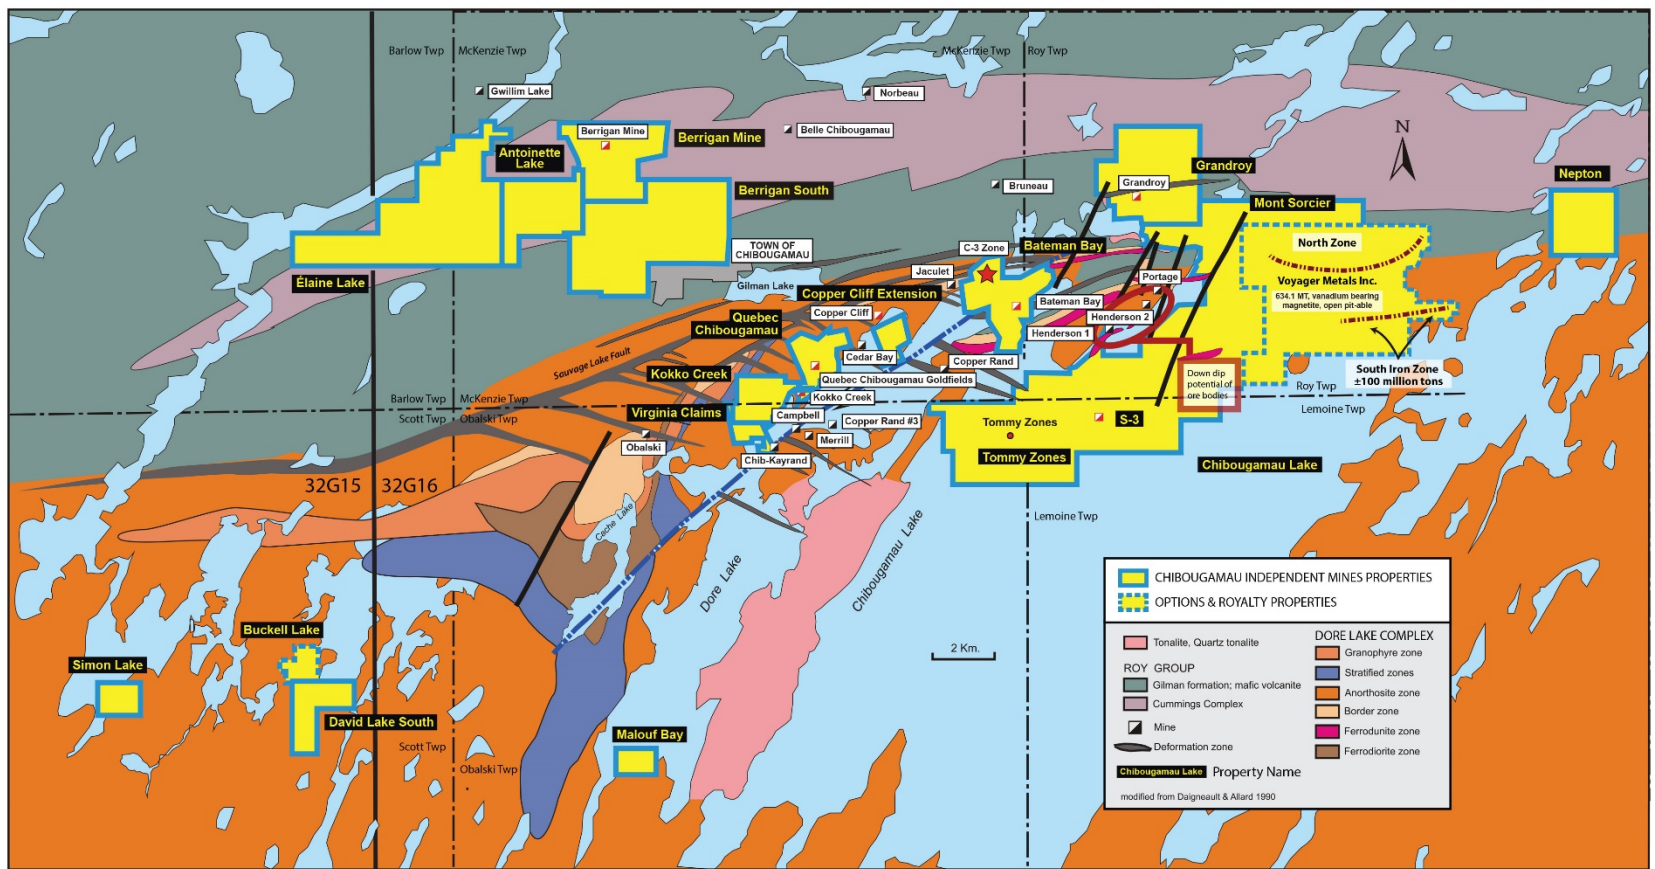 Barlow Twp
McKenzie Twp
McKenzie Twp
Roy Twp
Gwillim Lake
Norbeau
Berrigan Mine
Berrigan Mine
Belle Chibougamau
Antoinette
Lake
N
Grandroy
Nepton
Berrigan South
Bruneau
Grandroy
Mont Sorcier
TOWN OF
CHIBOUGAMAU
C-3 Zone
Bateman Bay
North Zone
Élaine Lake
Jaculet
Portage
Voyager Metals Inc.
634.1 MT, vanadium bearing
magnetite, open pit-able
Gilman Lake
Copper Cliff Extension
Bateman Bay
Copper Cliff
Henderson 2
Quebec
Chibougamau
Henderson 1
Cedar Bay
Copper Rand
Sauvage Lake Fault
Kokko Creek
Quebec Chibougamau Goldfields
Down dip
potential of
ore bodies
South Iron Zone
±100 million tons
Roy Twp
Lemoine Twp
Barlow Twp
McKenzie Twp
Scott Twp
Obalski Twp
Kokko Creek
Virginia Claims
Campbell
Copper Rand #3
Tommy Zones
S-3
Obalski
Merrill
Chib-Kayrand
Tommy Zones
Chibougamau Lake
32G15
32G16
Cache Lake
Lemoine Twp
Dore Lake
Chibougamau Lake
Buckell Lake
Simon Lake
David Lake South
Scott Twp
Obalski Twp
Malouf Bay
2 Km.
CHIBOUGAMAU INDEPENDENT MINES PROPERTIES
OPTIONS & ROYALTY PROPERTIES
Tonalite, Quartz tonalite
ROY GROUP
Gilman formation; mafic volcanite
Cummings Complex
Mine
Deformation zone
Chibougamau Lake Property Name
modified from Daigneault & Allard 1990
DORE LAKE COMPLEX
Granophyre zone
Stratified zones
Anorthosite zone
Border zone
Ferrodunite zone
Ferrodiorite zone